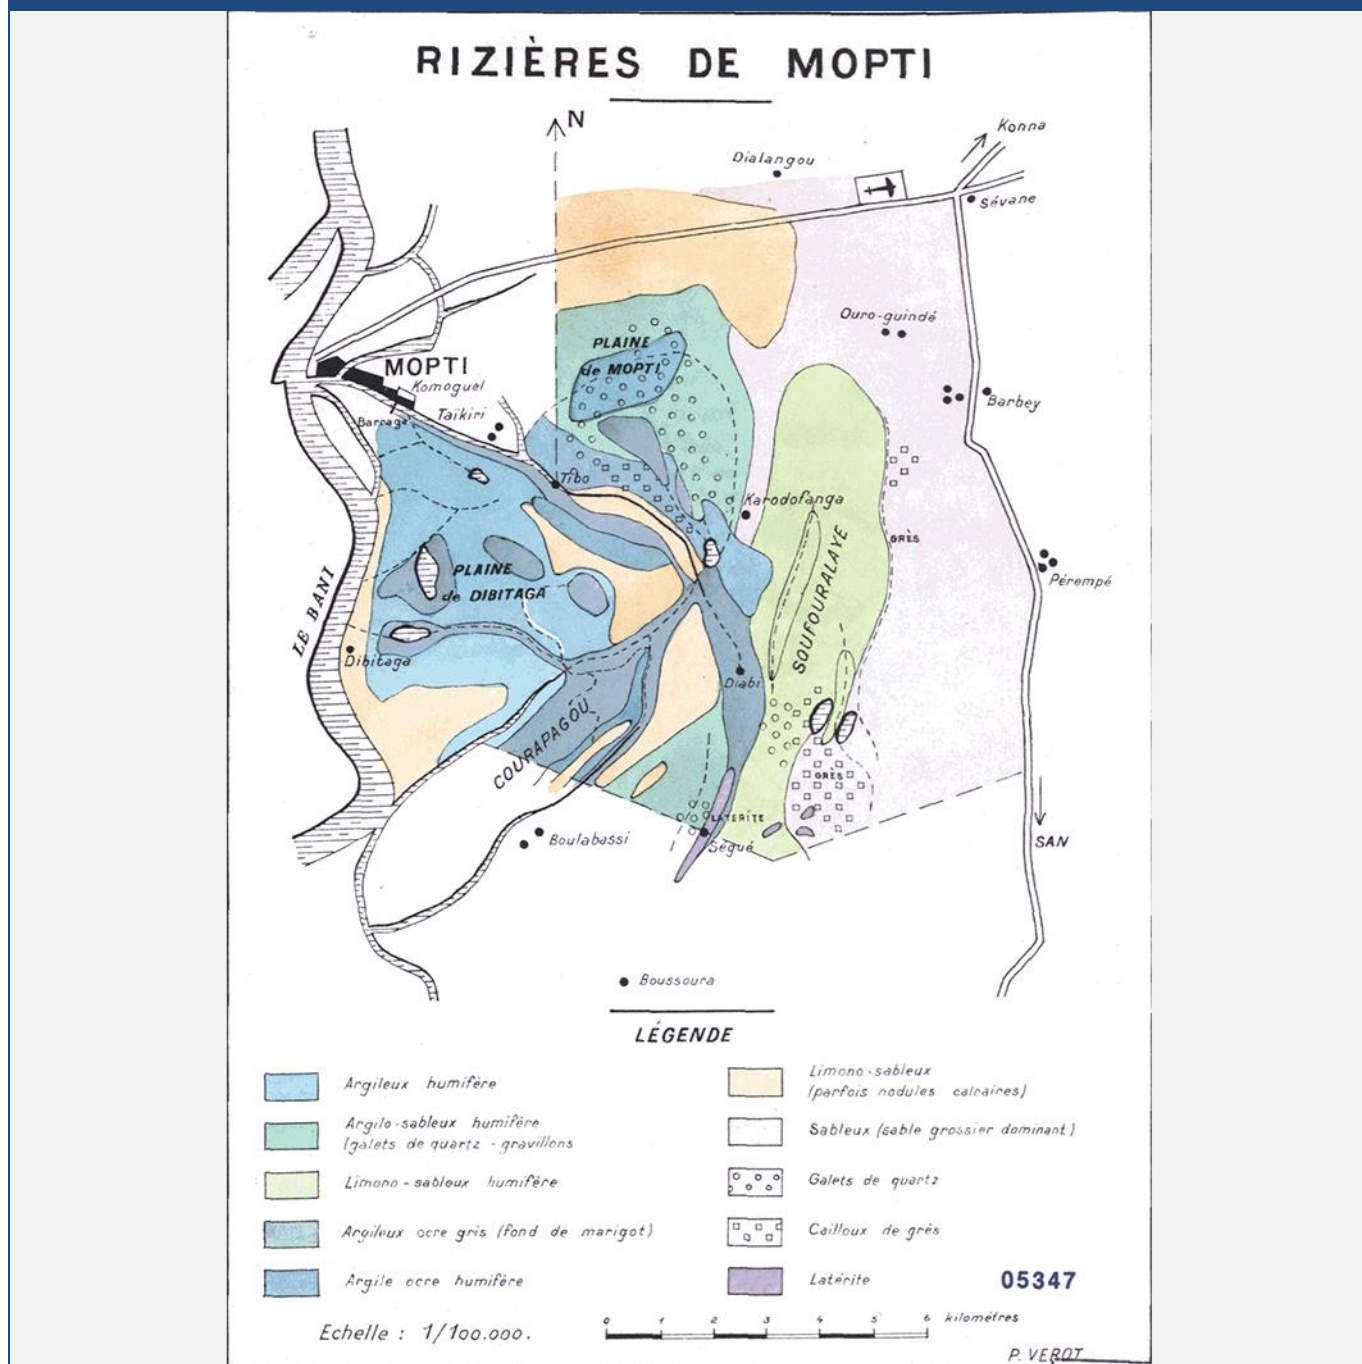 RIZIÈRES DE MOPTI
N
Konna
Dialangou
Sévane
Ouro-guindé
PLAINE
de MOPTI
MOPTI
Komoguel
Barrage
Taïkiri
Barbey
Tibo
Karodofanga
GRÈS
SOUFOURALAYE
Pérempé
PLAINE
de DIBITAGA
LE BANI
Dibitaga
Diabi
COURAPAGOU
GRÈS
LATERITE
Ségué
Boulabassi
SAN
Boussoura
LÉGENDE
Argileux humifère
Argilo-sableux humifère
(galets de quartz - gravillons
Limono-sableux humifère
Argileux ocre gris (fond de marigot)
Argile ocre humifère
Limono-sableux
(parfois nodules calcaires)
Sableux (sable grossier dominant)
Galets de quartz
Cailloux de grès
Latérite
05347
Echelle : 1/100.000.
0 1 2 3 4 5 6 kilomètres
P. VEROT